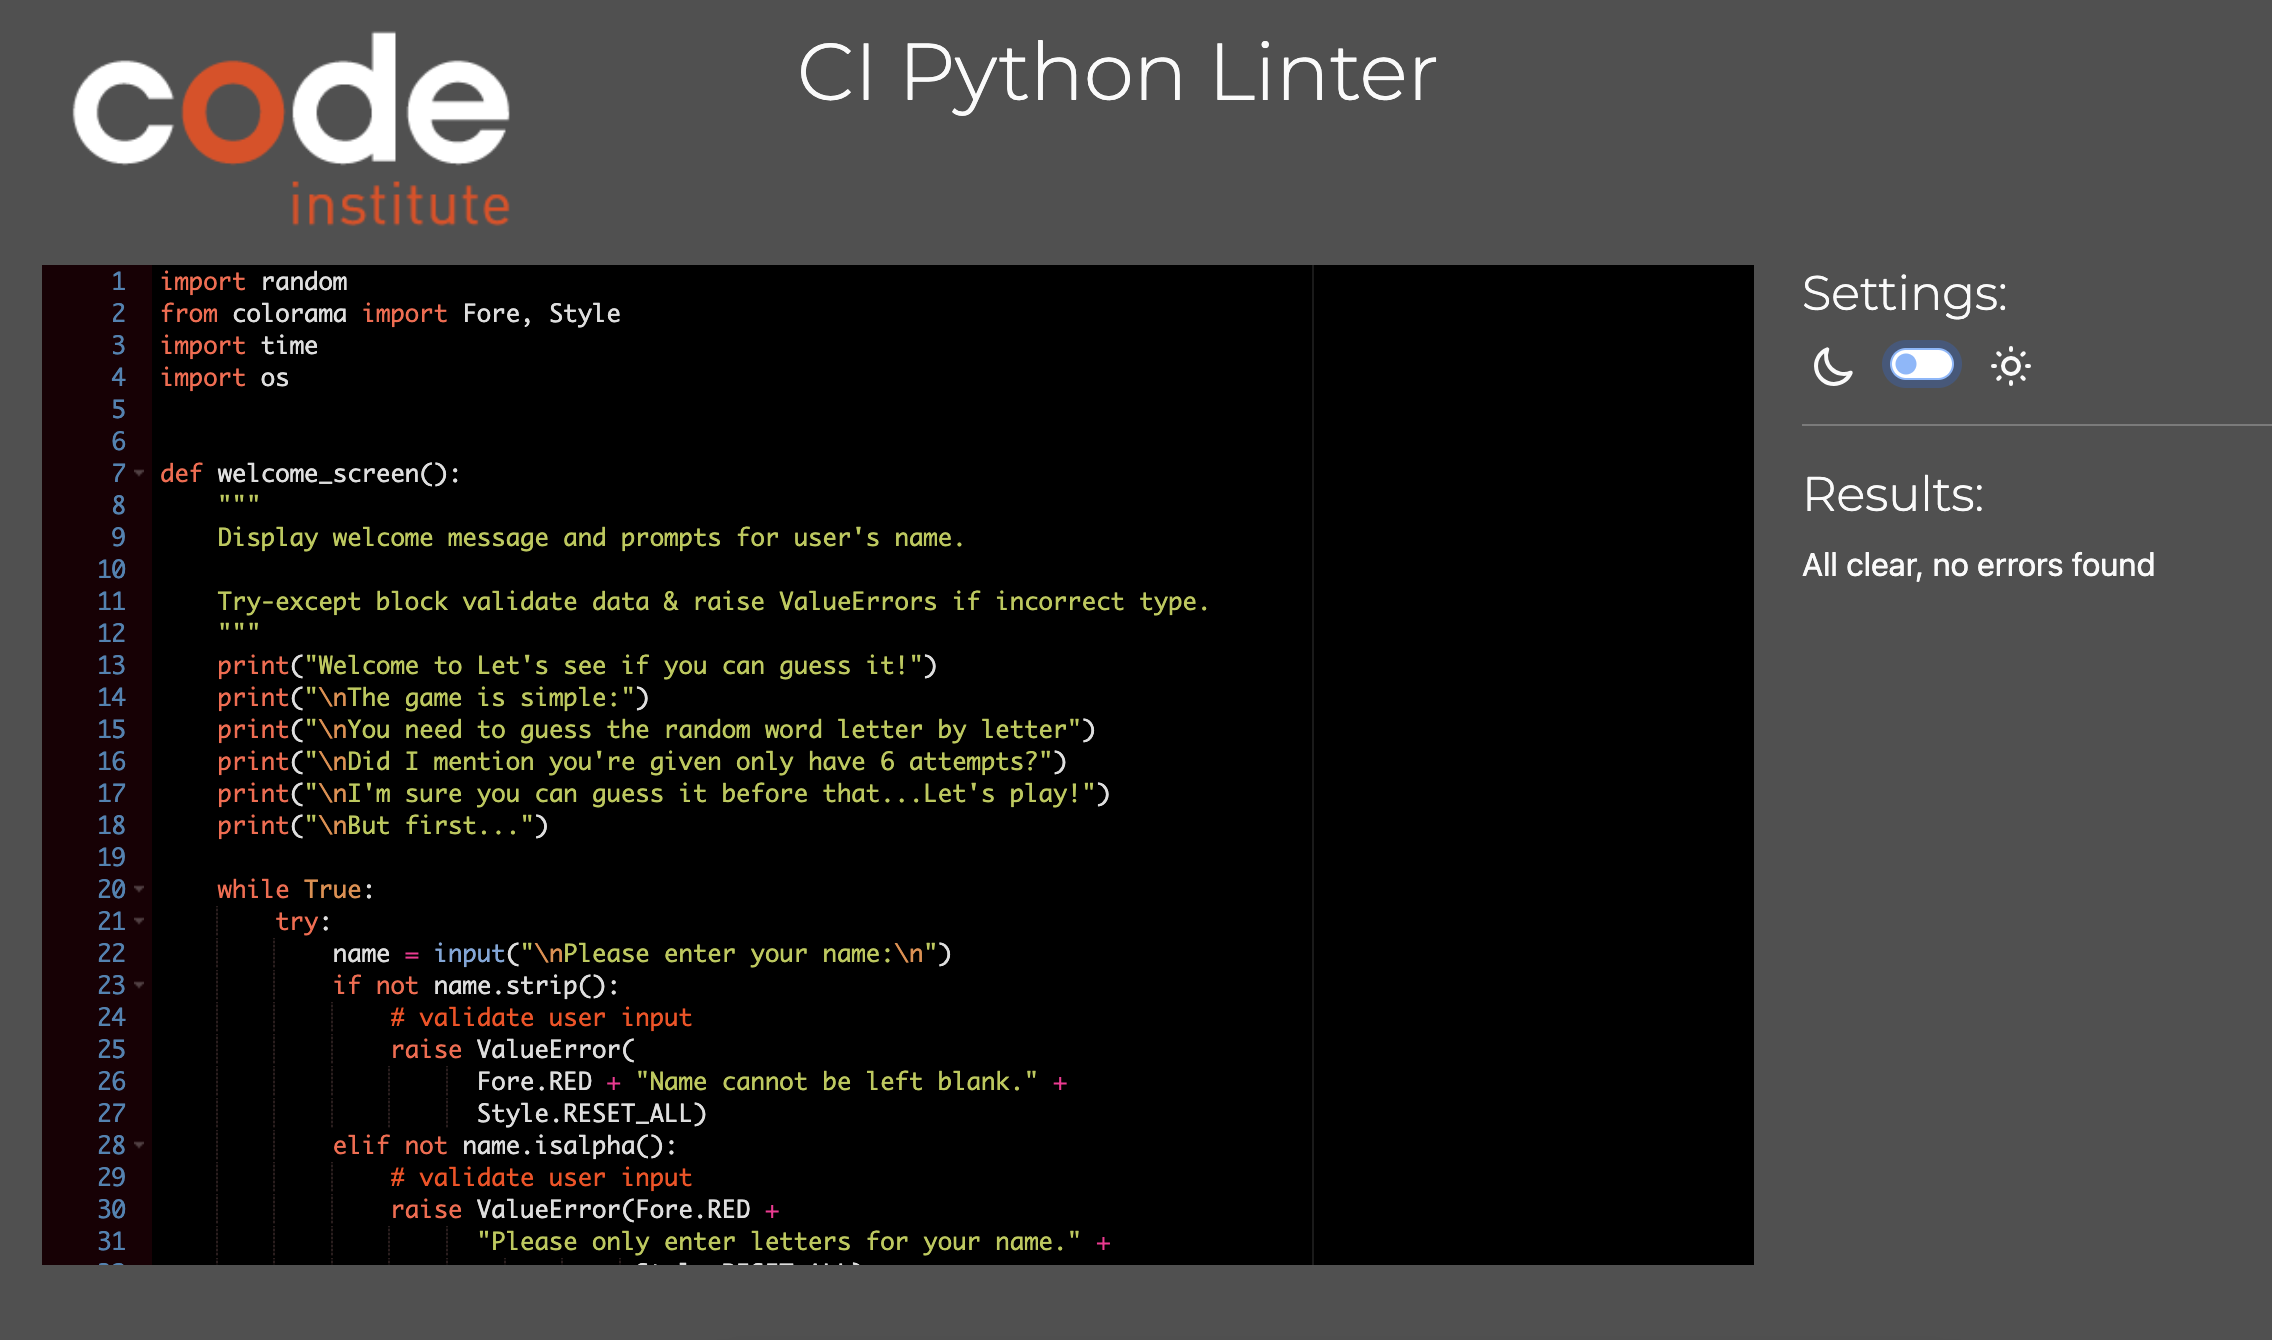 code
institute
CI Python Linter
1 import random
2 from colorama import Fore, Style
3 import time
4 import os
5
6
7 def welcome_screen():
8     """
9     Display welcome message and prompts for user's name.
10
11     Try-except block validate data & raise ValueErrors if incorrect type.
12     """
13     print("Welcome to Let's see if you can guess it!")
14     print("\nThe game is simple:")
15     print("\nYou need to guess the random word letter by letter")
16     print("\nDid I mention you're given only have 6 attempts?")
17     print("\nI'm sure you can guess it before that...Let's play!")
18     print("\nBut first...")
19
20     while True:
21         try:
22             name = input("\nPlease enter your name:\n")
23             if not name.strip():
24                 # validate user input
25                 raise ValueError(
26                       Fore.RED + "Name cannot be left blank." +
27                       Style.RESET_ALL)
28             elif not name.isalpha():
29                 # validate user input
30                 raise ValueError(Fore.RED +
31                       "Please only enter letters for your name." +
Settings:
Results:
All clear, no errors found